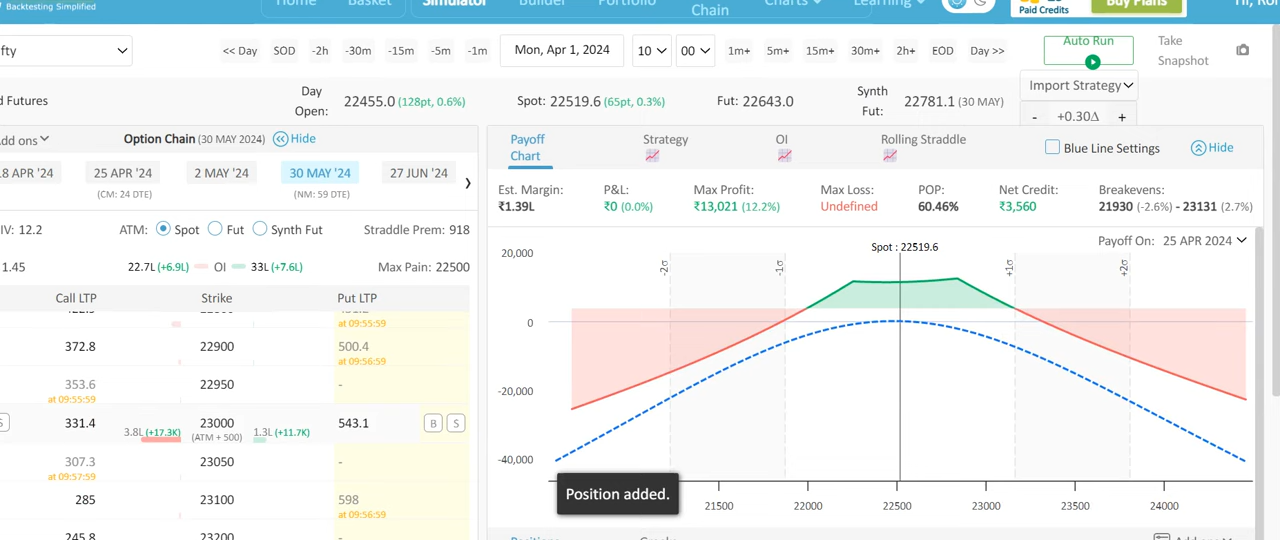 Backtesting Simplified
Home Basket Simulator Builder Portfolio Chain Charts Learning Paid Credits Buy Plans Hi,
fty << Day SOD -2h -30m -15m -5m -1m Mon, Apr 1, 2024 10 00 1m+ 5m+ 15m+ 30m+ 2h+ EOD Day >> Auto Run Take Snapshot
Import Strategy
- +0.30Δ +
d Futures Day Open: 22455.0 (128pt, 0.6%) Spot: 22519.6 (65pt, 0.3%) Fut: 22643.0 Synth Fut: 22781.1 (30 MAY)
dd ons Option Chain (30 MAY 2024) Hide
8 APR '24 25 APR '24 2 MAY '24 30 MAY '24 27 JUN '24 ›
(CM: 24 DTE) (NM: 59 DTE)
IV: 12.2 ATM: Spot Fut Synth Fut Straddle Prem: 918
1.45 22.7L (+6.9L) OI 33L (+7.6L) Max Pain: 22500
Call LTP Strike Put LTP
at 09:55:59
372.8 22900 500.4
at 09:56:59
353.6 22950 -
at 09:55:59
S 331.4 23000 543.1 B S
3.8L (+17.3K) (ATM + 500) 1.3L (+11.7K)
307.3 23050 -
at 09:57:59
285 23100 598
at 09:56:59
245.8 23200
Payoff Chart Strategy OI Rolling Straddle Blue Line Settings Hide
Est. Margin: P&L: Max Profit: Max Loss: POP: Net Credit: Breakevens:
₹1.39L ₹0 (0.0%) ₹13,021 (12.2%) Undefined 60.46% ₹3,560 21930 (-2.6%) - 23131 (2.7%)
Spot : 22519.6
Payoff On: 25 APR 2024
20,000
-2σ -1σ +1σ +2σ
0
-20,000
-40,000
Position added.
21500 22000 22500 23000 23500 24000
Positions Greeks Add ons